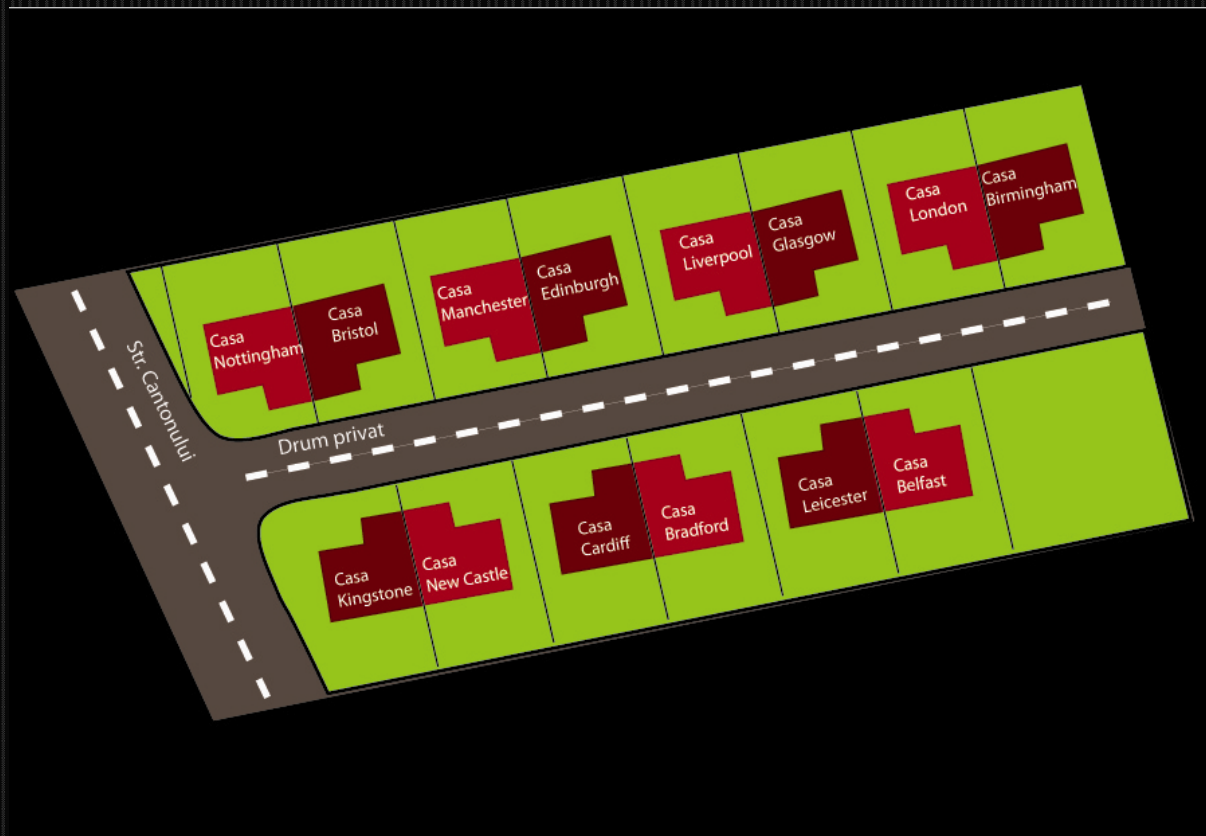 Casa
Nottingham
Casa
Bristol
Casa
Manchester
Casa
Edinburgh
Casa
Liverpool
Casa
Glasgow
Casa
London
Casa
Birmingham
Str. Cantonului
Drum privat
Casa
Kingstone
Casa
New Castle
Casa
Cardiff
Casa
Bradford
Casa
Leicester
Casa
Belfast